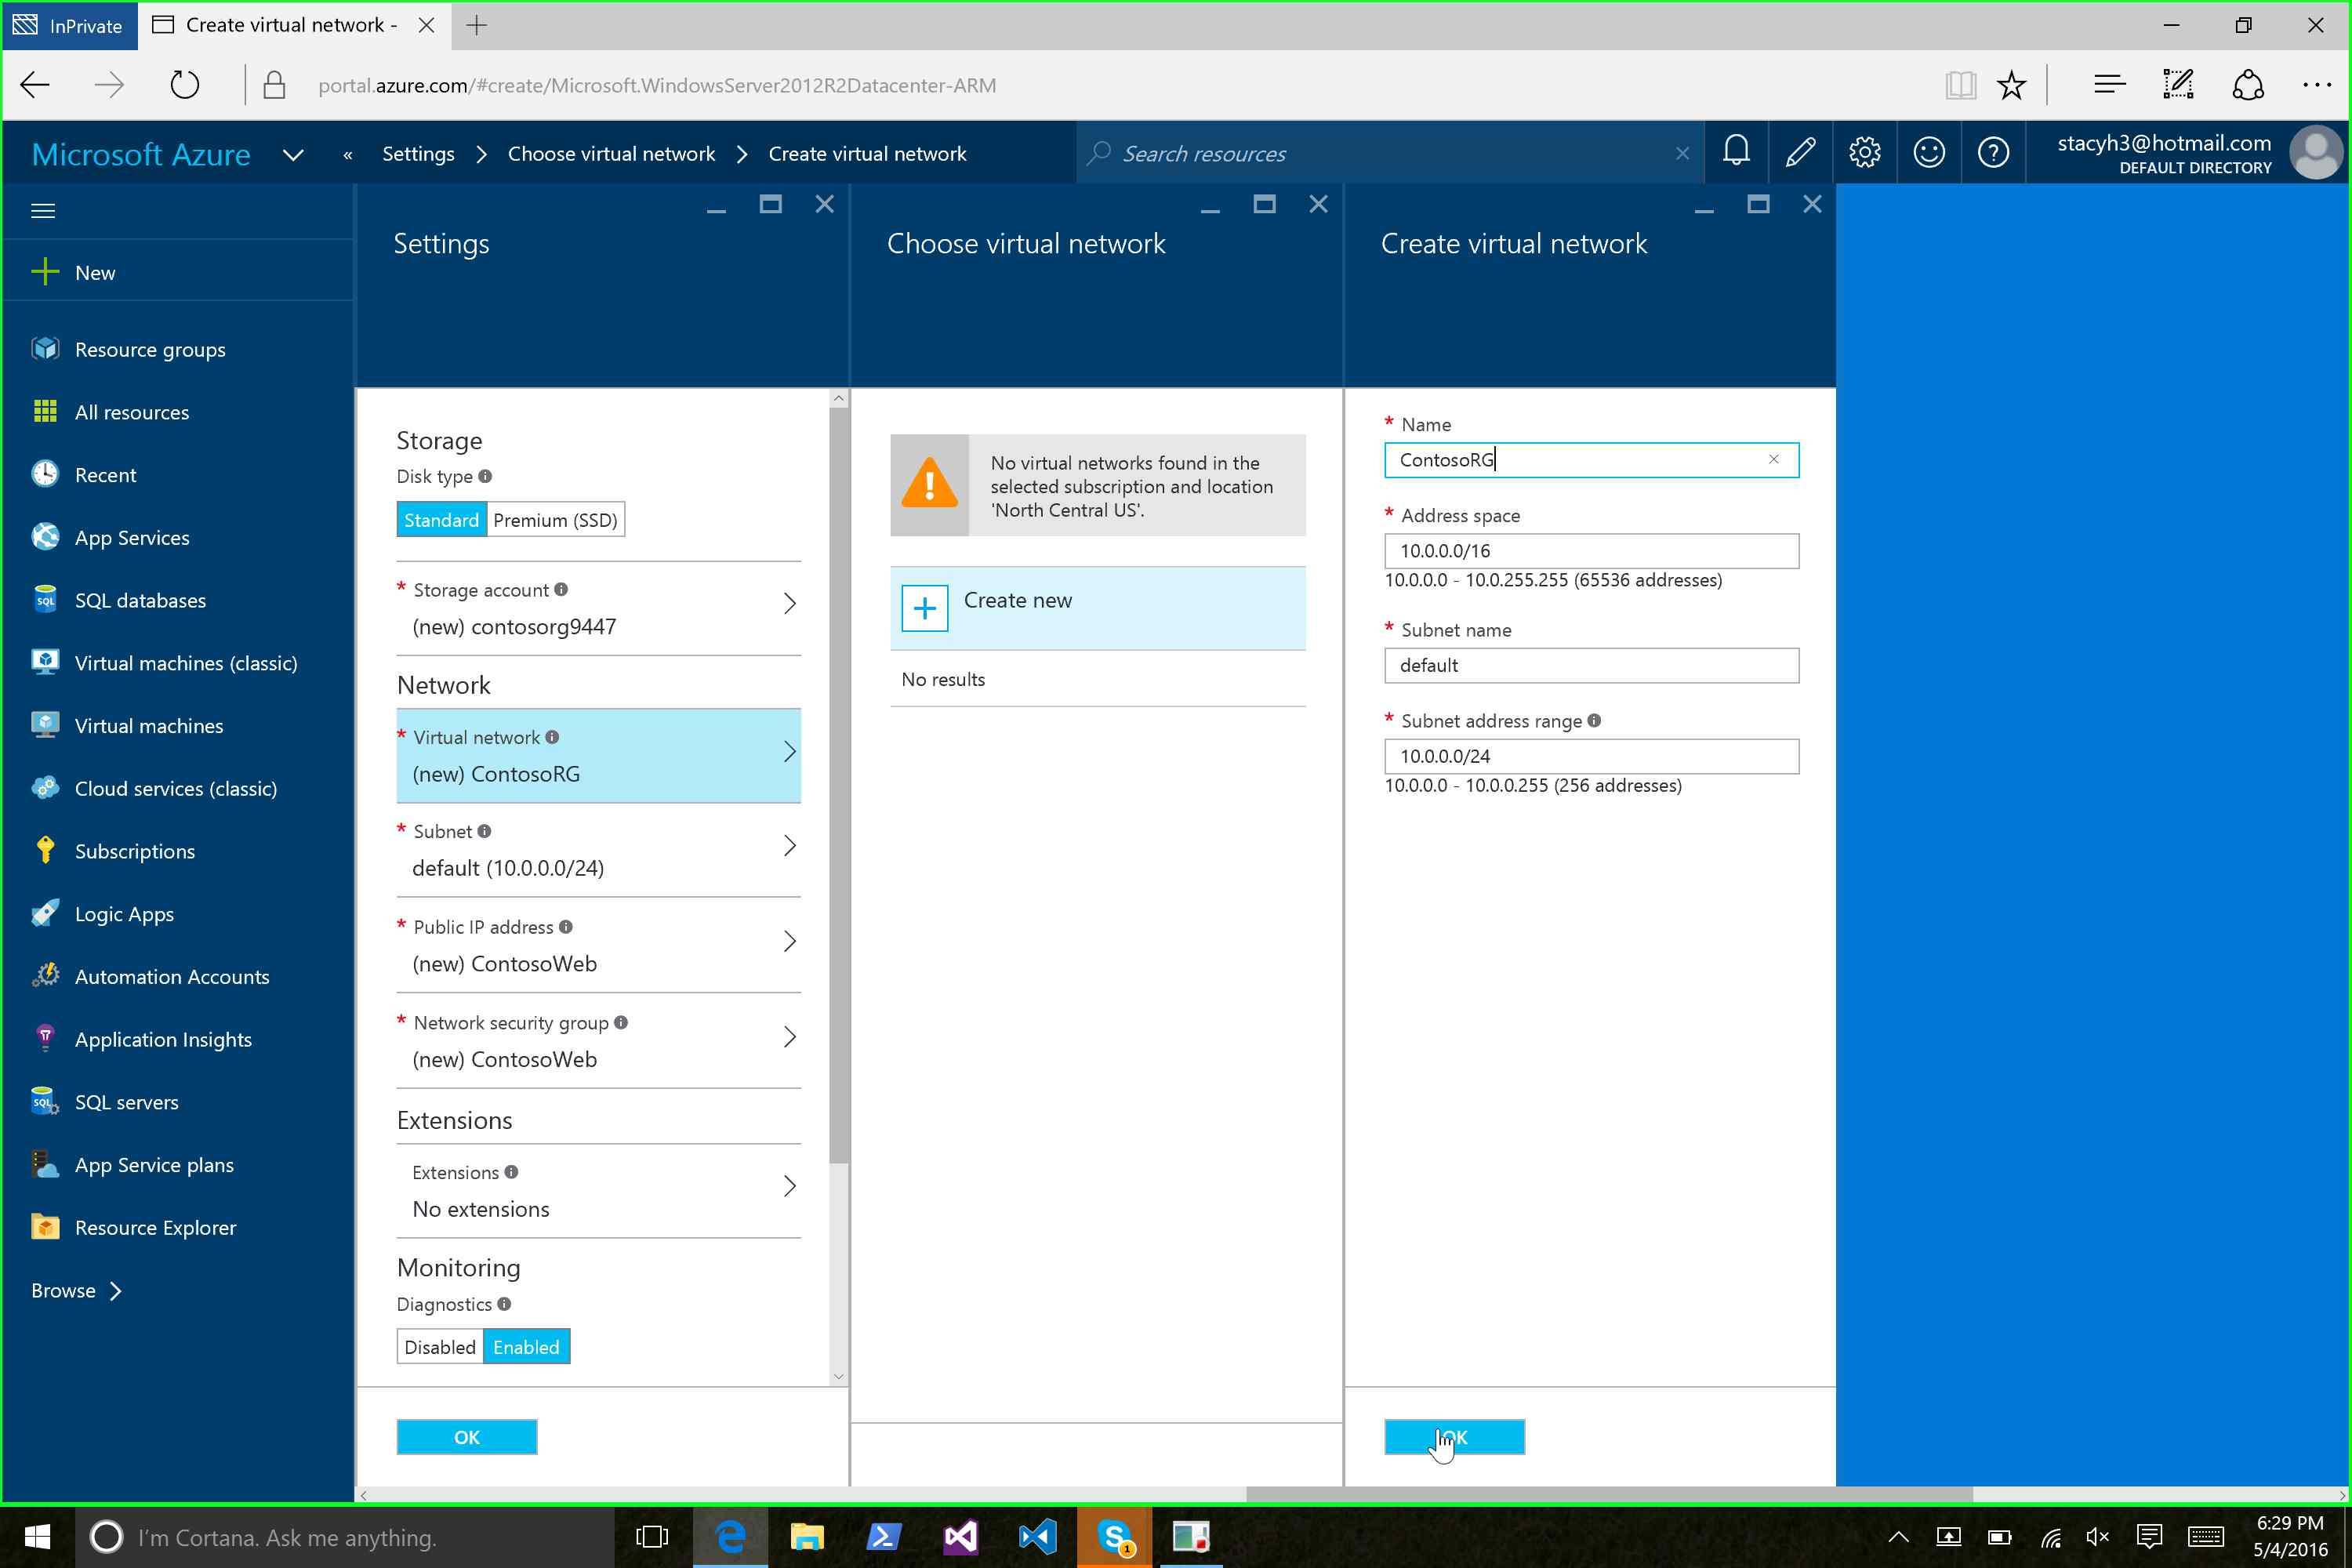 InPrivate
Create virtual network -
portal.azure.com/#create/Microsoft.WindowsServer2012R2Datacenter-ARM
Microsoft Azure
« Settings > Choose virtual network > Create virtual network
Search resources
stacyh3@hotmail.com
DEFAULT DIRECTORY
New
Resource groups
All resources
Recent
App Services
SQL databases
Virtual machines (classic)
Virtual machines
Cloud services (classic)
Subscriptions
Logic Apps
Automation Accounts
Application Insights
SQL servers
App Service plans
Resource Explorer
Browse >
Settings
Storage
Disk type
Standard Premium (SSD)
* Storage account
(new) contosorg9447
Network
* Virtual network
(new) ContosoRG
* Subnet
default (10.0.0.0/24)
* Public IP address
(new) ContosoWeb
* Network security group
(new) ContosoWeb
Extensions
Extensions
No extensions
Monitoring
Diagnostics
Disabled Enabled
OK
Choose virtual network
No virtual networks found in the
selected subscription and location
'North Central US'.
Create new
No results
Create virtual network
* Name
ContosoRG
* Address space
10.0.0.0/16
10.0.0.0 - 10.0.255.255 (65536 addresses)
* Subnet name
default
* Subnet address range
10.0.0.0/24
10.0.0.0 - 10.0.0.255 (256 addresses)
OK
I'm Cortana. Ask me anything.
6:29 PM
5/4/2016